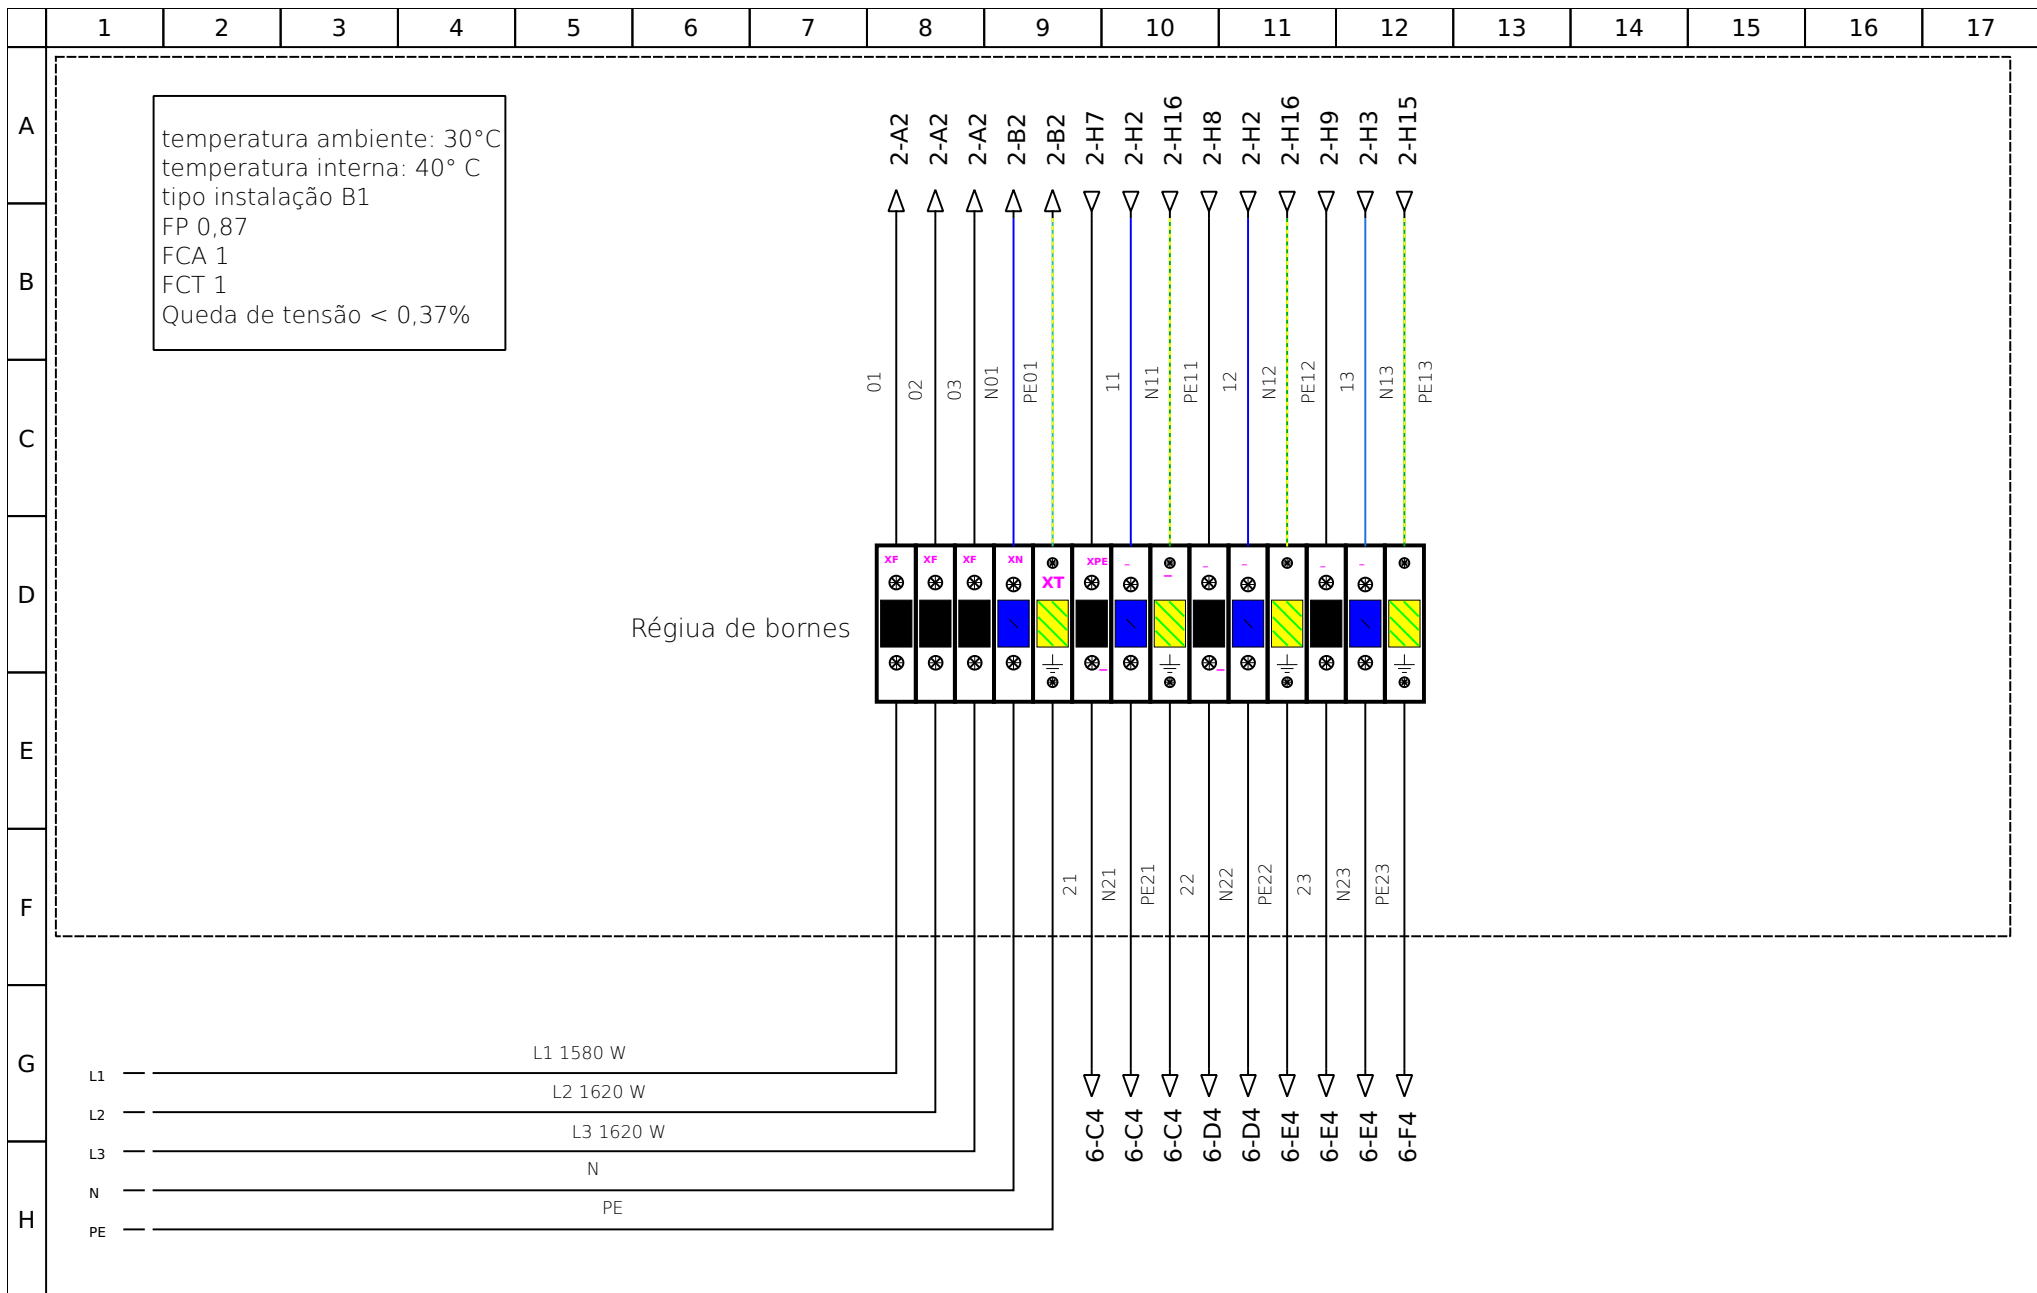 1 2 3 4 5 6 7 8 9 10 11 12 13 14 15 16 17
A
temperatura ambiente: 30°C
temperatura interna: 40° C
tipo instalação B1
FP 0,87
FCA 1
FCT 1
Queda de tensão < 0,37%
2-A2 2-A2 2-A2 2-B2 2-B2 2-H7 2-H2 2-H16 2-H8 2-H2 2-H16 2-H9 2-H3 2-H15
B
01 02 03 N01 PE01 11 N11 PE11 12 N12 PE12 13 N13 PE13
C
XF XF XF XN XT XPE
D
Régiua de bornes
E
21 N21 PE21 22 N22 PE22 23 N23 PE23
F
G
L1 1580 W
L1
L2 1620 W
L2
L3 1620 W
L3
N
N
PE
PE
6-C4 6-C4 6-C4 6-D4 6-D4 6-E4 6-E4 6-E4 6-F4
H